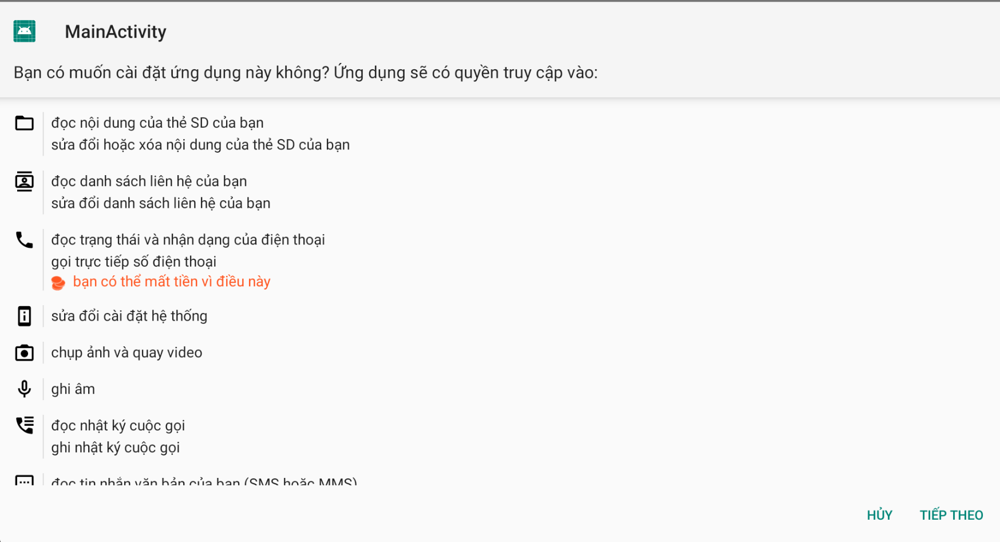 MainActivity
Bạn có muốn cài đặt ứng dụng này không? Ứng dụng sẽ có quyền truy cập vào:
đọc nội dung của thẻ SD của bạn
sửa đổi hoặc xóa nội dung của thẻ SD của bạn
đọc danh sách liên hệ của bạn
sửa đổi danh sách liên hệ của bạn
đọc trạng thái và nhận dạng của điện thoại
gọi trực tiếp số điện thoại
bạn có thể mất tiền vì điều này
sửa đổi cài đặt hệ thống
chụp ảnh và quay video
ghi âm
đọc nhật ký cuộc gọi
ghi nhật ký cuộc gọi
đọc tin nhắn văn bản của bạn (SMS hoặc MMS)
HỦY TIẾP THEO